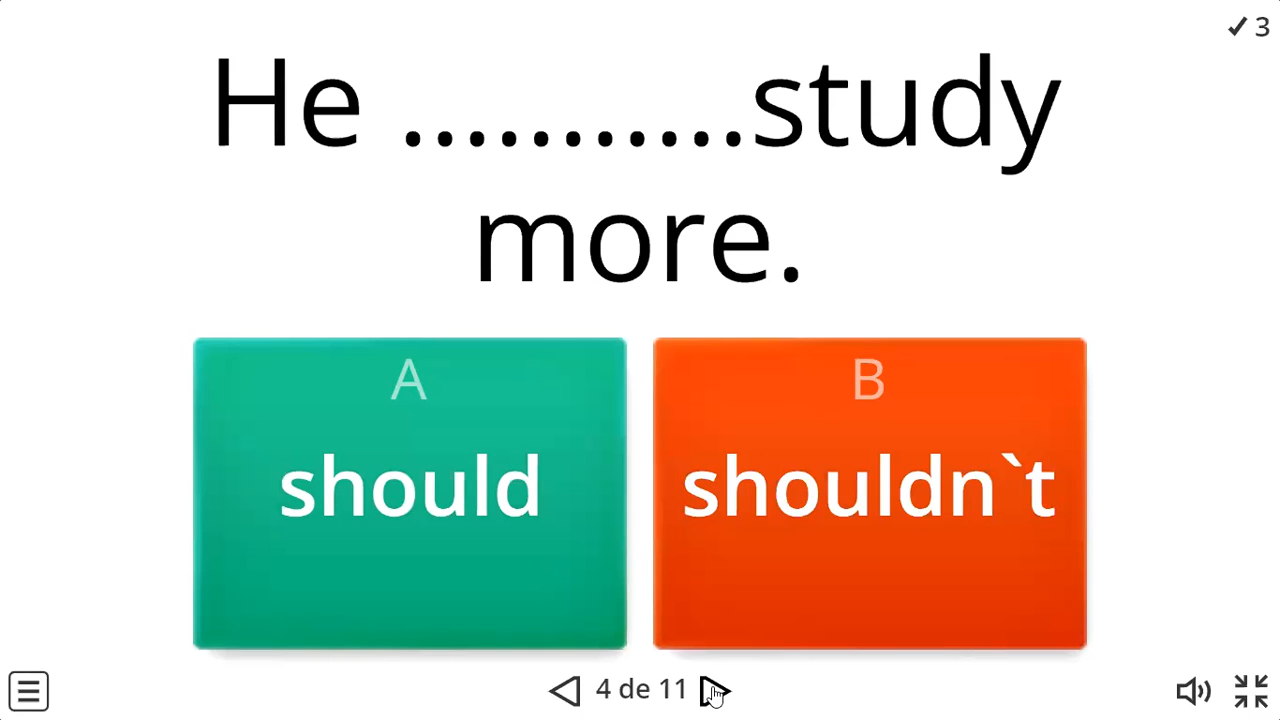 ✓ 3
He ...........study
more.
A
should
B
shouldn`t
4 de 11